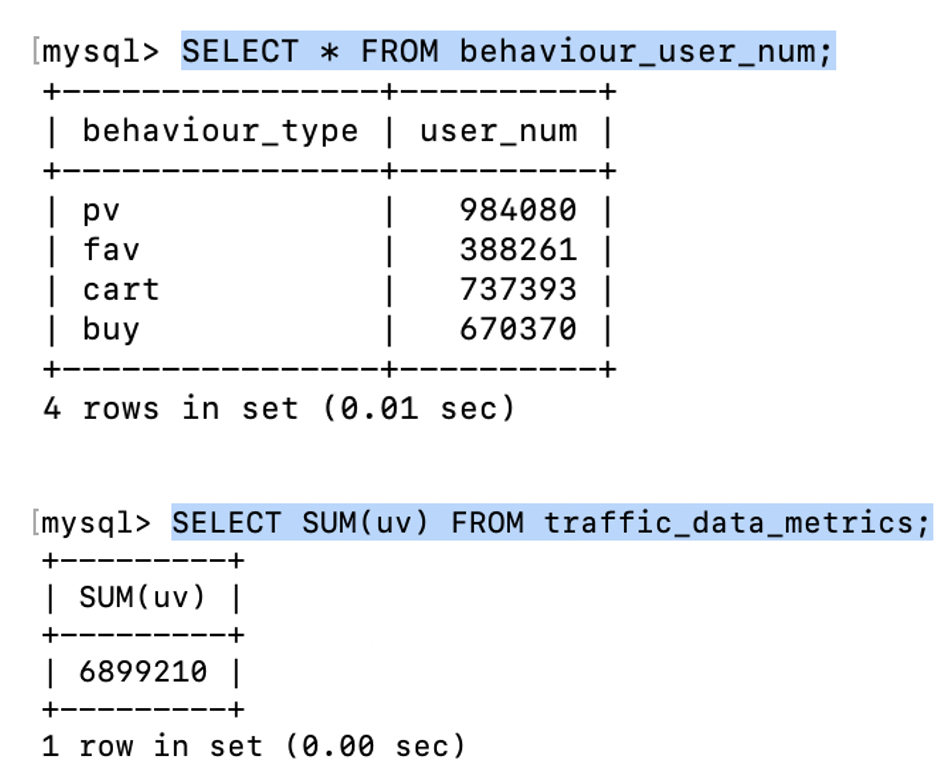 [mysql> SELECT * FROM behaviour_user_num;
+----------------+----------+
| behaviour_type | user_num |
+----------------+----------+
| pv             |   984080 |
| fav            |   388261 |
| cart           |   737393 |
| buy            |   670370 |
+----------------+----------+
4 rows in set (0.01 sec)
[mysql> SELECT SUM(uv) FROM traffic_data_metrics;
+---------+
| SUM(uv) |
+---------+
| 6899210 |
+---------+
1 row in set (0.00 sec)